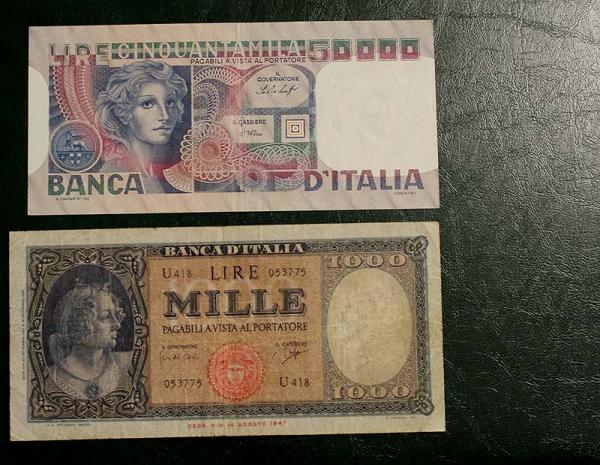 LIRE CINQUANTAMILA 50000
PAGABILI A VISTA AL PORTATORE
IL GOVERNATORE
IL CASSIERE
BANCA D'ITALIA
BANCA D'ITALIA
U418 LIRE 053775 1000
MILLE
PAGABILI A VISTA AL PORTATORE
IL GOVERNATORE IL CASSIERE
053775 U418 1000
DECR. MIN. 14 AGOSTO 1947